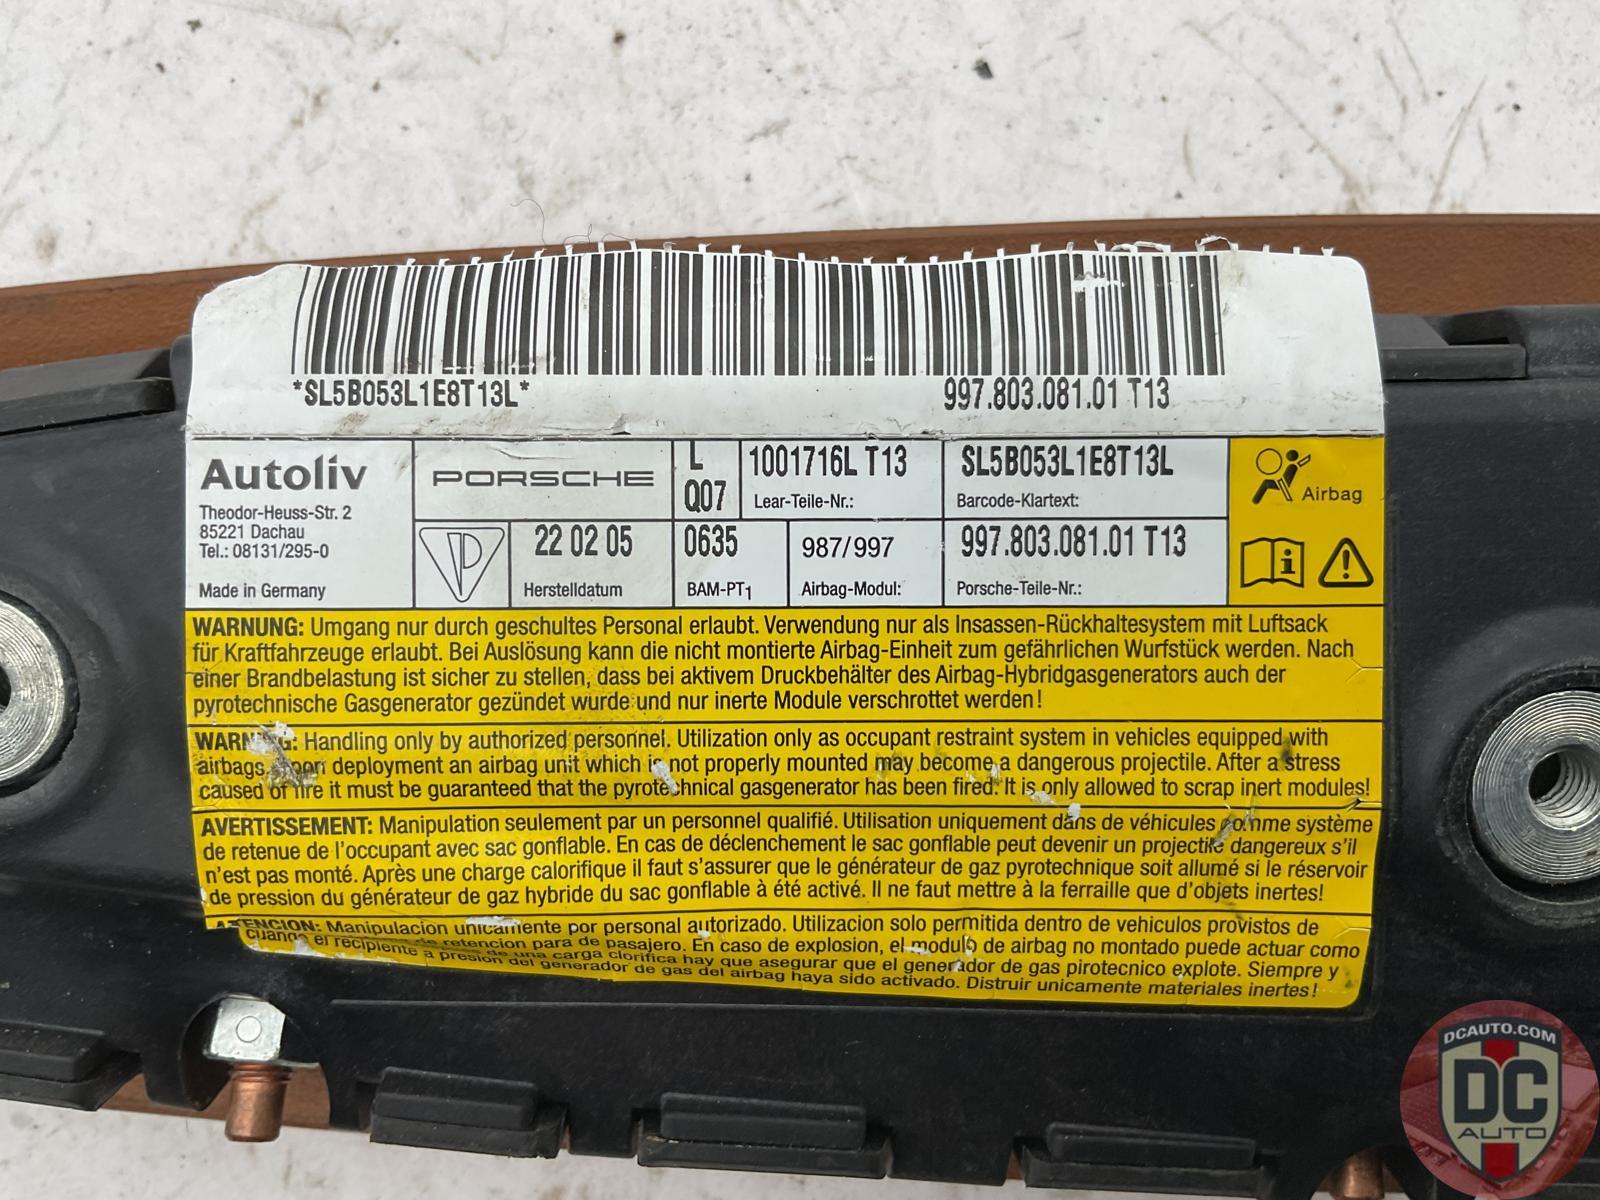 *SL5B053L1E8T13L* 997.803.081.01 T13
Autoliv
Theodor-Heuss-Str. 2
85221 Dachau
Tel.: 08131/295-0
Made in Germany
PORSCHE
L
Q07
1001716L T13
Lear-Teile-Nr.:
SL5B053L1E8T13L
Barcode-Klartext:
Airbag
22 02 05
Herstelldatum
0635
BAM-PT1
987/997
Airbag-Modul:
997.803.081.01 T13
Porsche-Teile-Nr.:
WARNUNG: Umgang nur durch geschultes Personal erlaubt. Verwendung nur als Insassen-Rückhaltesystem mit Luftsack
für Kraftfahrzeuge erlaubt. Bei Auslösung kann die nicht montierte Airbag-Einheit zum gefährlichen Wurfstück werden. Nach
einer Brandbelastung ist sicher zu stellen, dass bei aktivem Druckbehälter des Airbag-Hybridgasgenerators auch der
pyrotechnische Gasgenerator gezündet wurde und nur inerte Module verschrottet werden!
WARNING: Handling only by authorized personnel. Utilization only as occupant restraint system in vehicles equipped with
airbags. Upon deployment an airbag unit which is not properly mounted may become a dangerous projectile. After a stress
caused of fire it must be guaranteed that the pyrotechnical gasgenerator has been fired. It is only allowed to scrap inert modules!
AVERTISSEMENT: Manipulation seulement par un personnel qualifié. Utilisation uniquement dans de véhicules comme système
de retenue de l'occupant avec sac gonflable. En cas de déclenchement le sac gonflable peut devenir un projectile dangereux s'il
n'est pas monté. Après une charge calorifique il faut s'assurer que le générateur de gaz pyrotechnique soit allumé si le réservoir
de pression du générateur de gaz hybride du sac gonflable à été activé. Il ne faut mettre à la ferraille que d'objets inertes!
ATENCION: Manipulacion unicamente por personal autorizado. Utilizacion solo permitida dentro de vehiculos provistos de
de retencion para de pasajero. En caso de explosion, el modulo de airbag no montado puede actuar como
cuando el recipiente de una carga clorifica hay que asegurar que el generador de gas pirotecnico explote. Siempre y
a presion del generador de gas del airbag haya sido activado. Distruir unicamente materiales inertes!
DCAUTO.COM
DC
AUTO